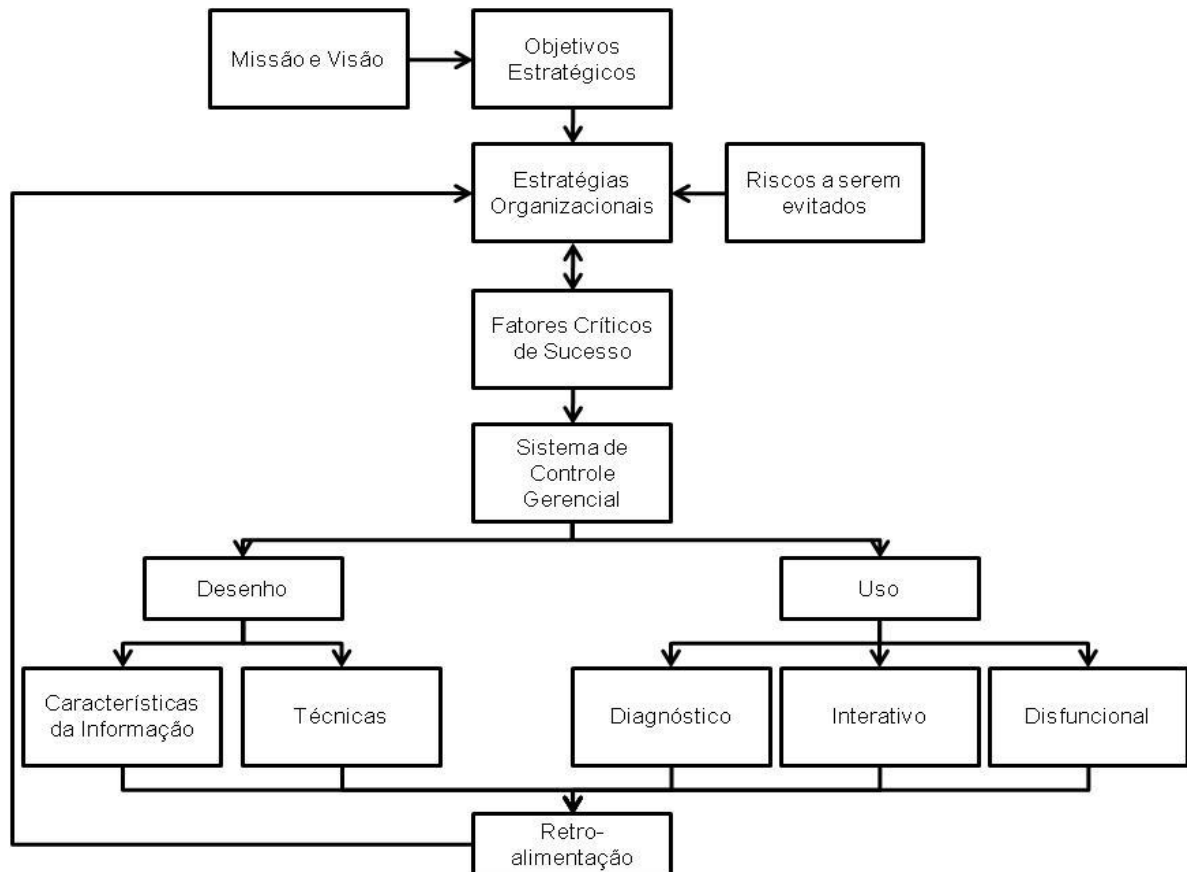 Missão e Visão
Objetivos
Estratégicos
Estratégias
Organizacionais
Riscos a serem
evitados
Fatores Críticos
de Sucesso
Sistema de
Controle
Gerencial
Desenho
Uso
Características
da Informação
Técnicas
Diagnóstico
Interativo
Disfuncional
Retro-
alimentação